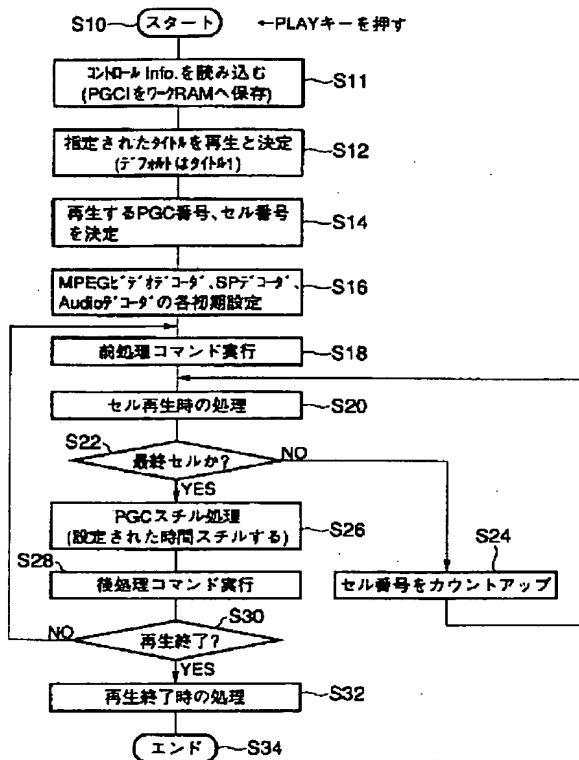 S10 スタート ←PLAYキーを押す
コントロール Info.を読み込む
(PGCIをワークRAMへ保存)
S11
指定されたタイトルを再生と決定
(デフォルトはタイトル1)
S12
再生するPGC番号、セル番号
を決定
S14
MPEGビデオデコーダ、SPデコーダ、
Audioデコーダの各初期設定
S16
前処理コマンド実行
S18
セル再生時の処理
S20
S22
最終セルか?
NO
YES
PGCスチル処理
(設定された時間スチルする)
S26
S24
セル番号をカウントアップ
S28
後処理コマンド実行
S30
再生終了?
NO
YES
再生終了時の処理
S32
エンド
S34